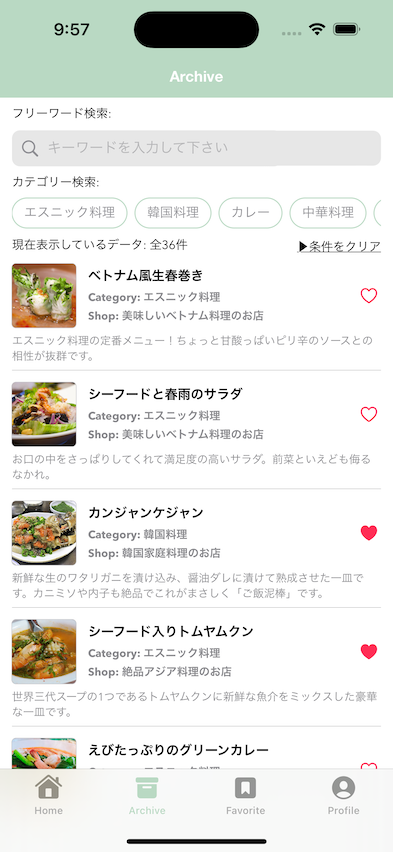 9:57
Archive
フリーワード検索:
キーワードを入力して下さい
カテゴリー検索:
エスニック料理 韓国料理 カレー 中華料理
現在表示しているデータ: 全36件 ▶条件をクリア
ベトナム風生春巻き
Category: エスニック料理
Shop: 美味しいベトナム料理のお店
エスニック料理の定番メニュー！ちょっと甘酸っぱいピリ辛のソースとの
相性が抜群です。
シーフードと春雨のサラダ
Category: エスニック料理
Shop: 美味しいベトナム料理のお店
お口の中をさっぱりしてくれて満足度の高いサラダ。前菜といえども侮る
なかれ。
カンジャンケジャン
Category: 韓国料理
Shop: 韓国家庭料理のお店
新鮮な生のワタリガニを漬け込み、醤油ダレに漬けて熟成させた一皿で
す。カニミソや内子も絶品でこれがまさしく「ご飯泥棒」です。
シーフード入りトムヤムクン
Category: エスニック料理
Shop: 絶品アジア料理のお店
世界三代スープの1つであるトムヤムクンに新鮮な魚介をミックスした豪華
な一皿です。
えびたっぷりのグリーンカレー
Home Archive Favorite Profile